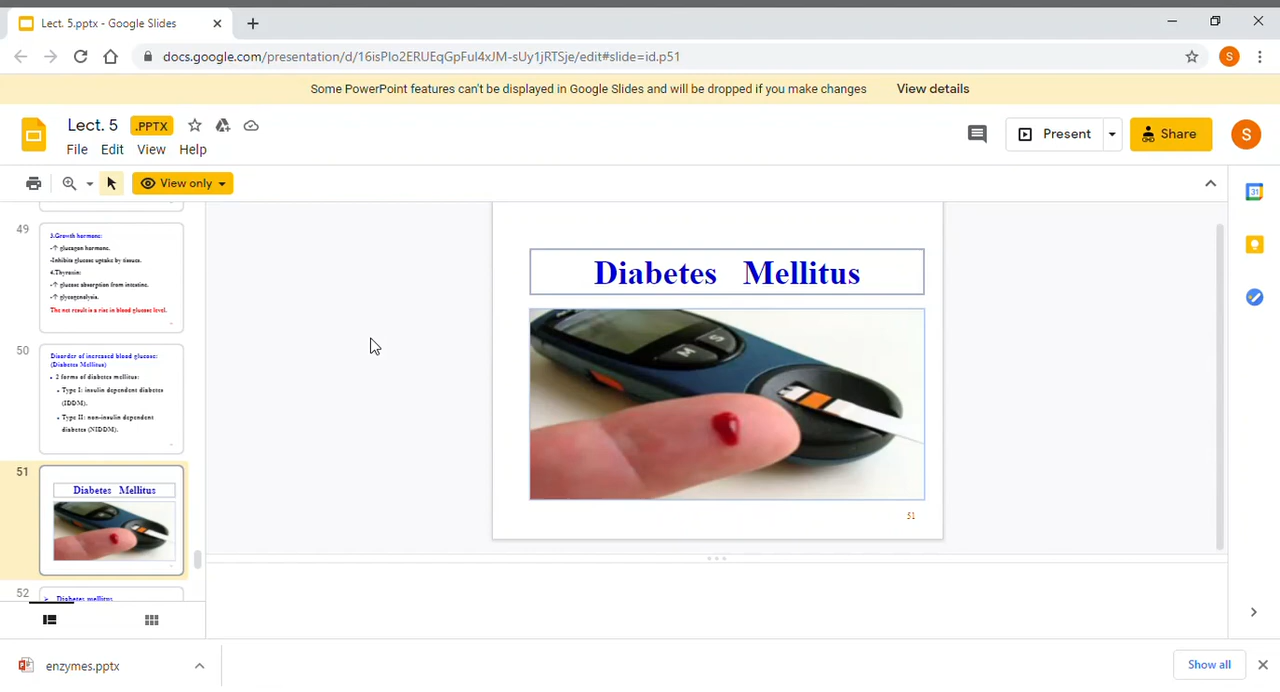 Lect. 5.pptx - Google Slides
docs.google.com/presentation/d/16isPIo2ERUEqGpFuI4xJM-sUy1jRTSje/edit#slide=id.p51
S
Some PowerPoint features can't be displayed in Google Slides and will be dropped if you make changes View details
Lect. 5 .PPTX
File Edit View Help
Present
Share
S
View only
31
49
3.Growth hormone:
-↑ glucagon hormone.
-Inhibits glucose uptake by tissues.
4.Thyroxin:
-↑ glucose absorption from intestine.
-↑ glycogenolysis.
The net result is a rise in blood glucose level.
50
Disorder of increased blood glucose:
(Diabetes Mellitus)
• 2 forms of diabetes mellitus:
• Type I: insulin dependent diabetes
(IDDM).
• Type II: non-insulin dependent
diabetes (NIDDM).
51
Diabetes Mellitus
52
➢ Diabetes mellitus
Diabetes Mellitus
M S
51
enzymes.pptx
Show all